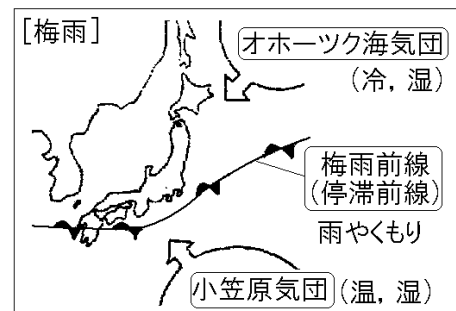 [梅雨]
オホーツク海気団
(冷, 湿)
梅雨前線
(停滞前線)
雨やくもり
小笠原気団 (温, 湿)